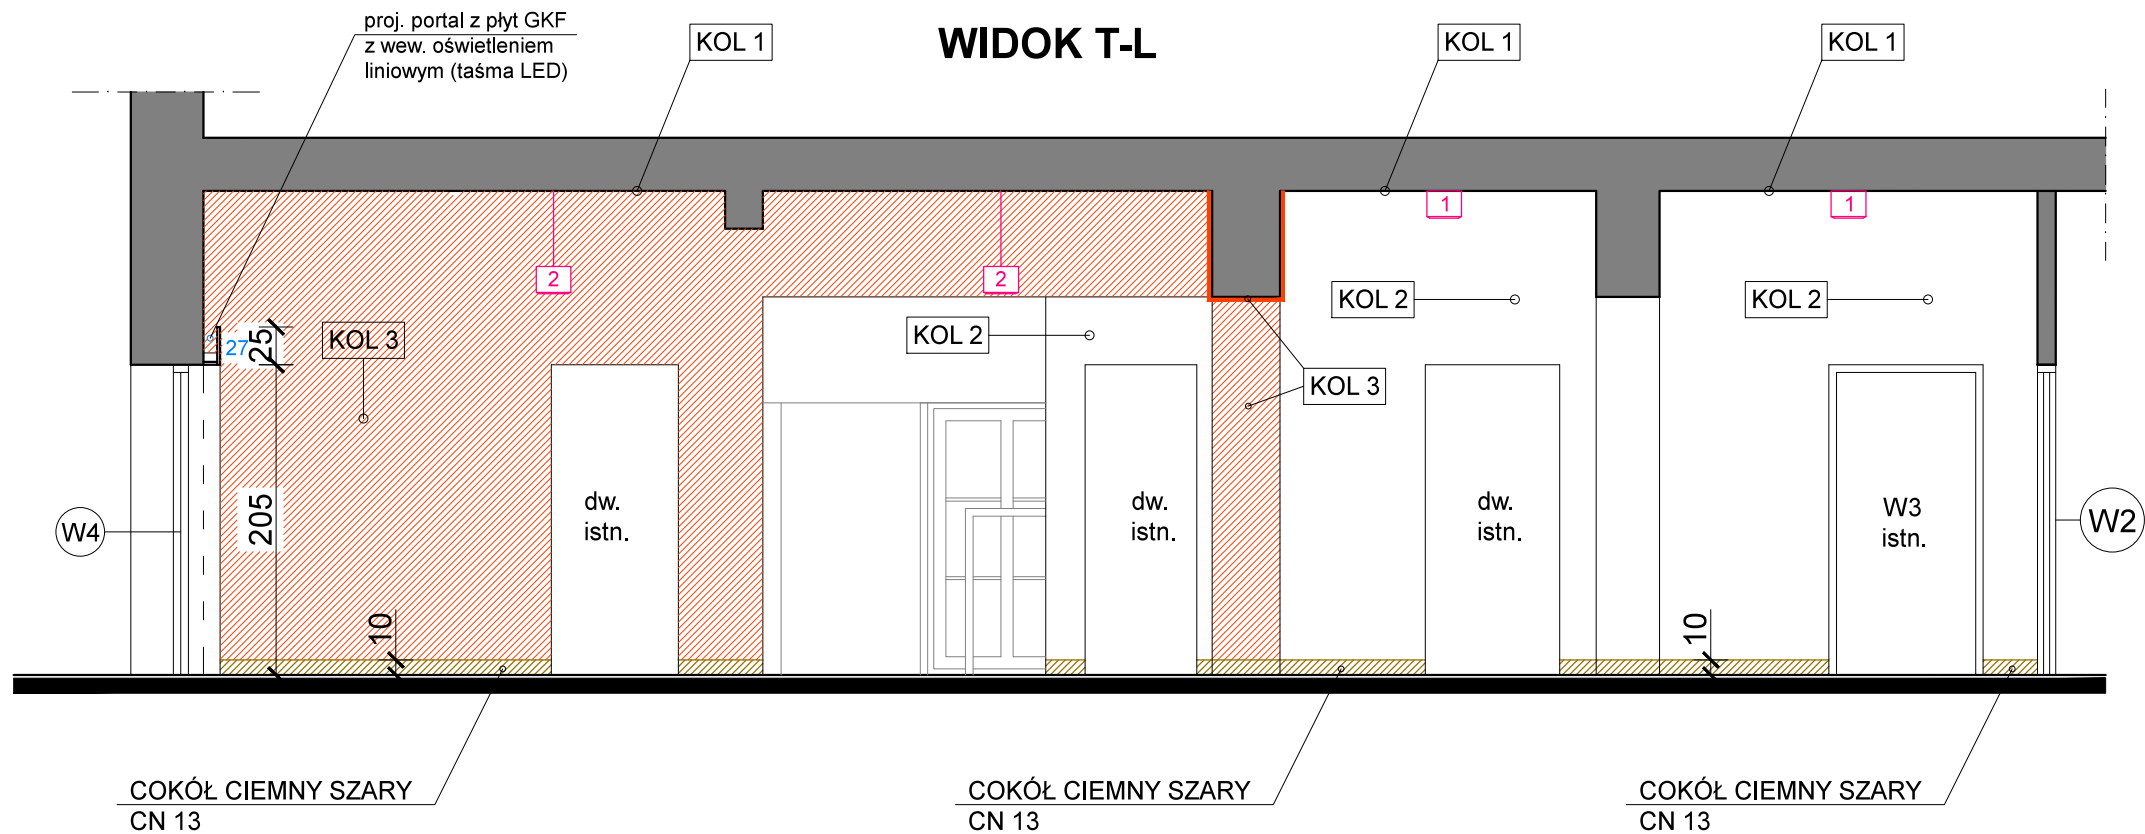 proj. portal z płyt GKF
z wew. oświetleniem
liniowym (taśma LED)
KOL 1
WIDOK T-L
KOL 1
KOL 1
2
2
1
1
KOL 2
KOL 2
KOL 2
KOL 3
KOL 3
27
25
205
10
10
dw.
istn.
dw.
istn.
dw.
istn.
W3
istn.
W4
W2
COKÓŁ CIEMNY SZARY
CN 13
COKÓŁ CIEMNY SZARY
CN 13
COKÓŁ CIEMNY SZARY
CN 13